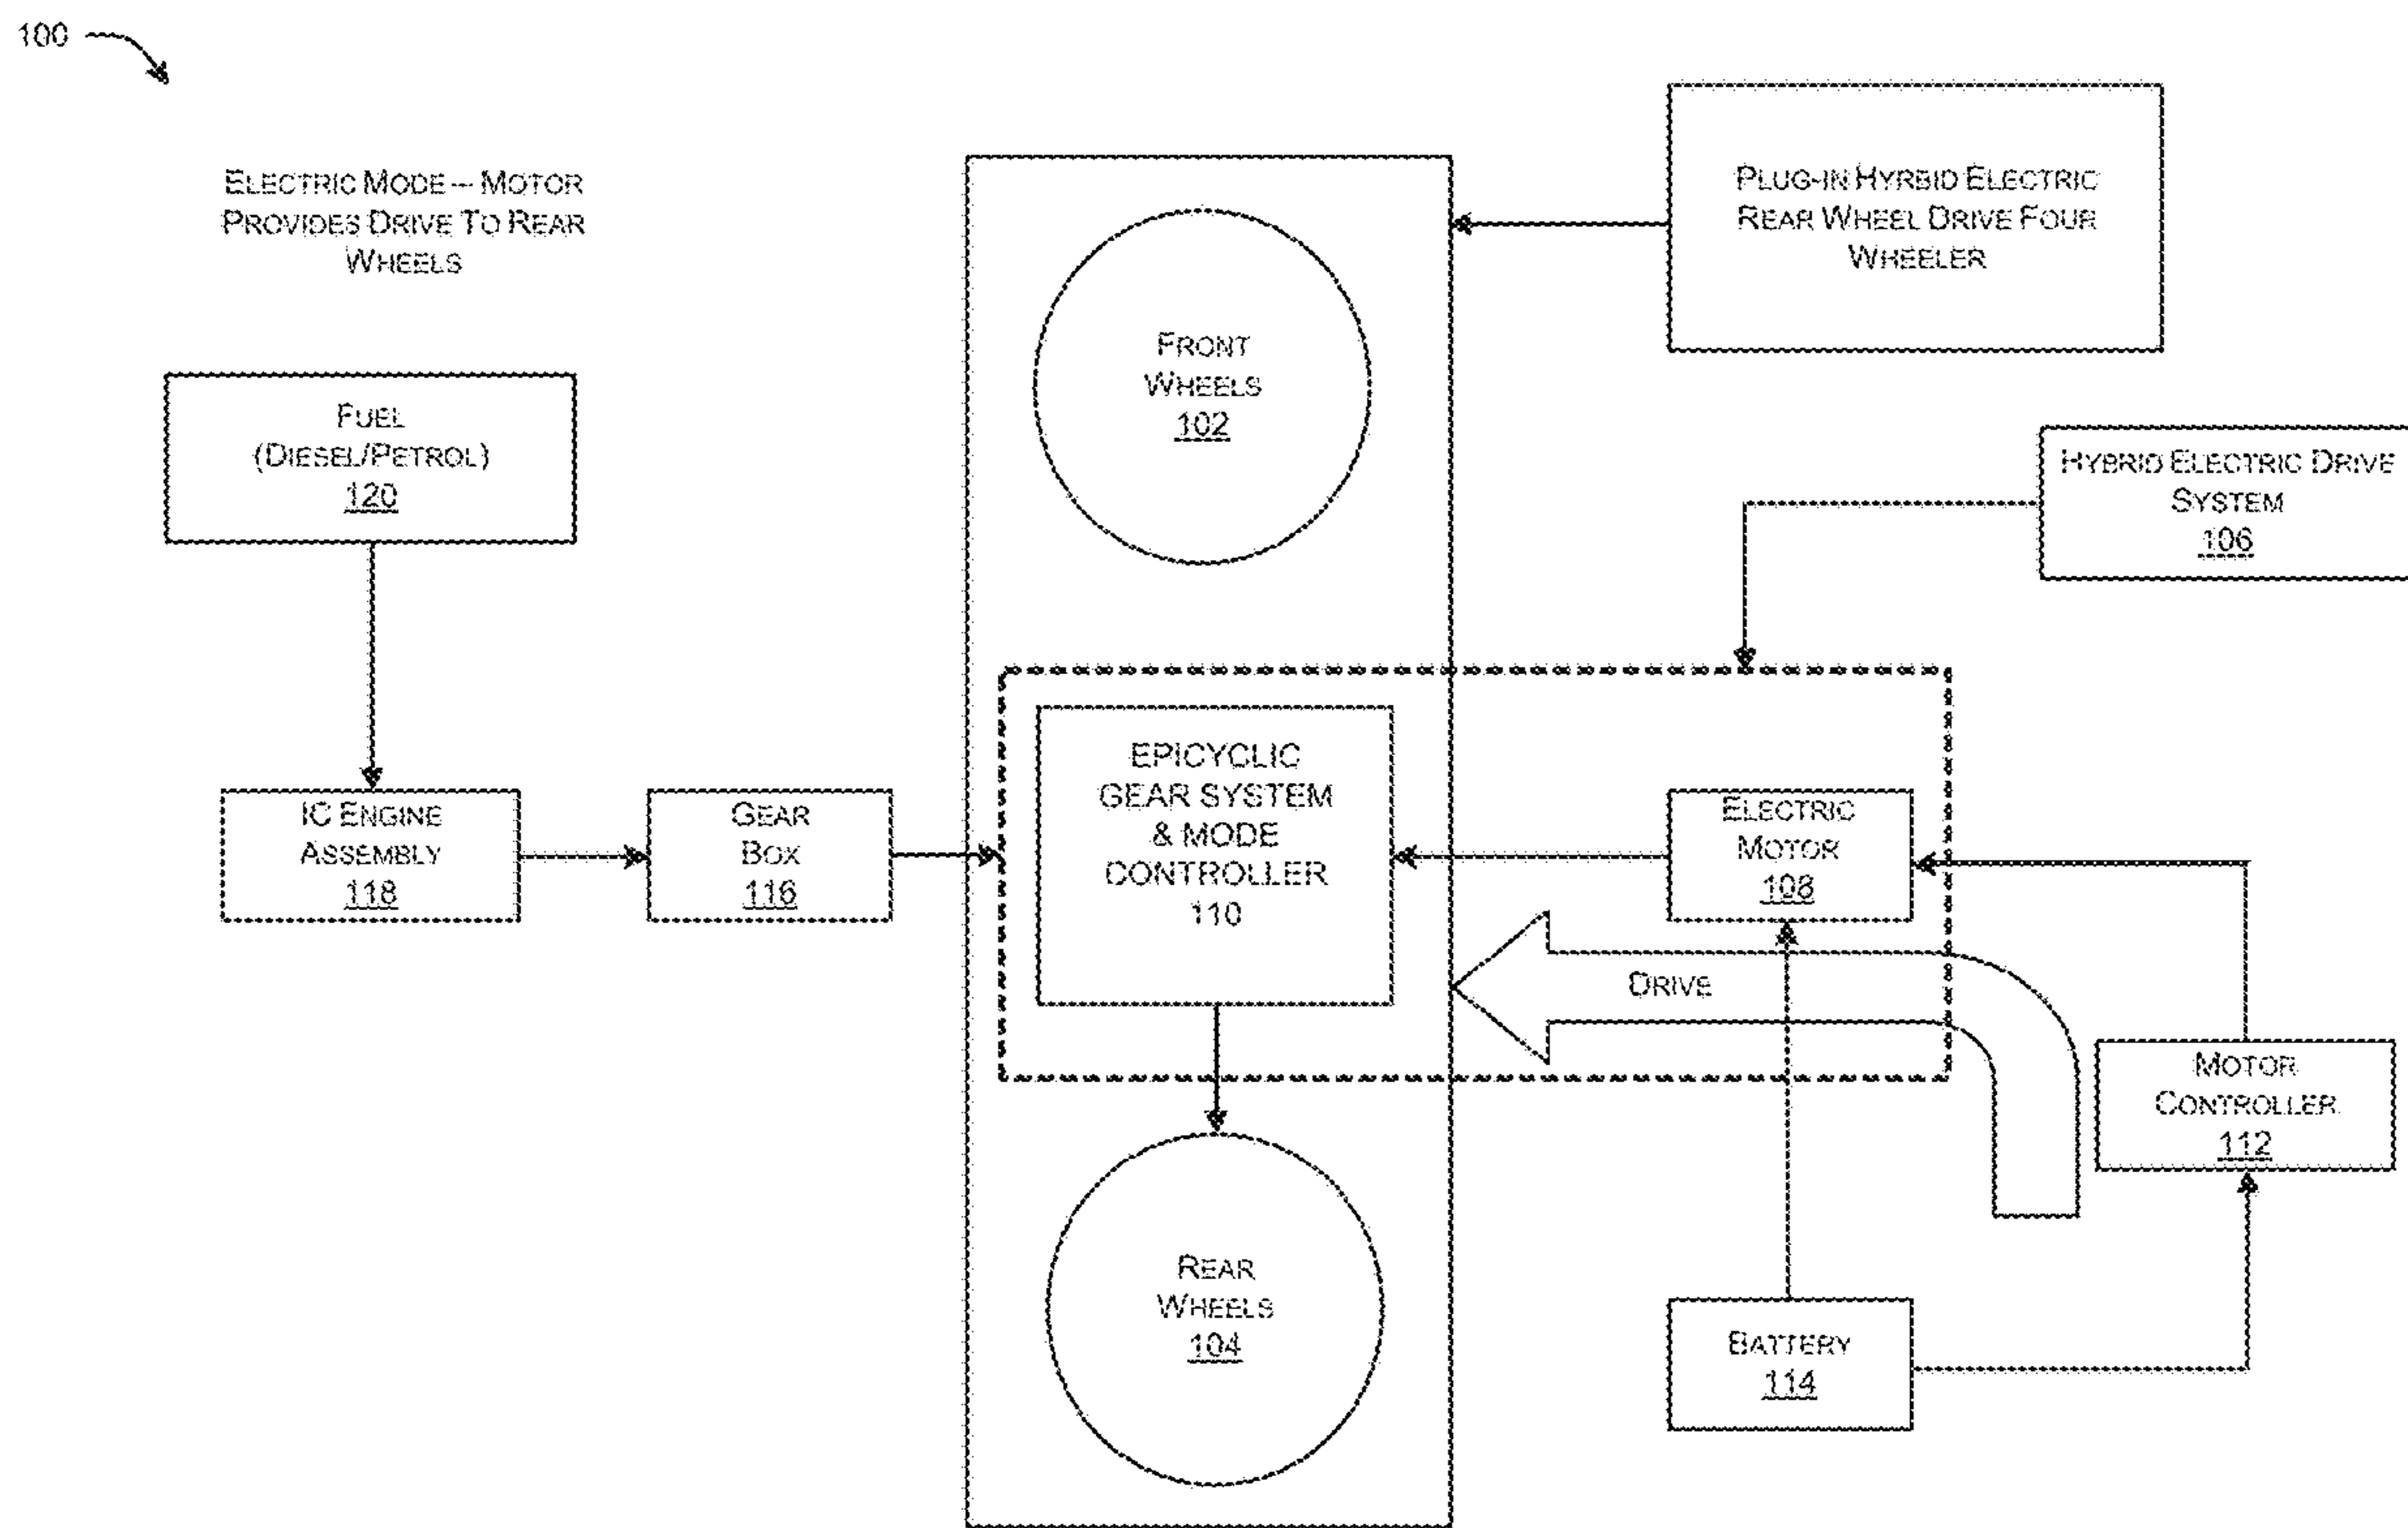 100
ELECTRIC MODE -- MOTOR
PROVIDES DRIVE TO REAR
WHEELS
PLUG-IN HYRBID ELECTRIC
REAR WHEEL DRIVE FOUR
WHEELER
FRONT
WHEELS
102
FUEL
(DIESEL/PETROL)
120
HYBRID ELECTRIC DRIVE
SYSTEM
106
IC ENGINE
ASSEMBLY
118
GEAR
BOX
116
EPICYCLIC
GEAR SYSTEM
& MODE
CONTROLLER
110
ELECTRIC
MOTOR
108
DRIVE
MOTOR
CONTROLLER
112
REAR
WHEELS
104
BATTERY
114